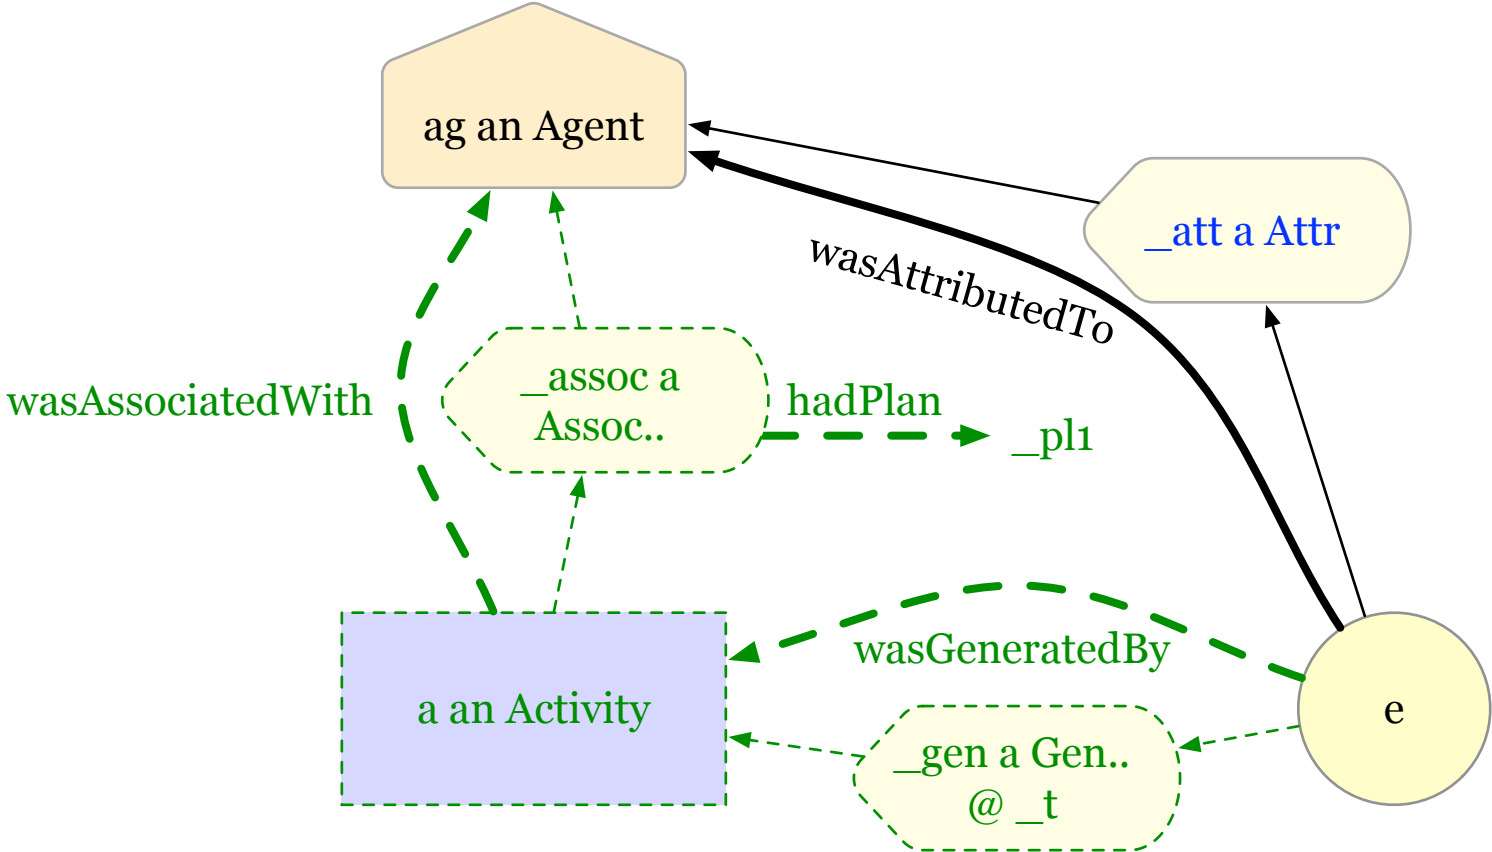 ag an Agent
_att a Attr
wasAttributedTo
_assoc a
Assoc..
wasAssociatedWith
hadPlan
_pl1
wasGeneratedBy
a an Activity
e
_gen a Gen..
@ _t